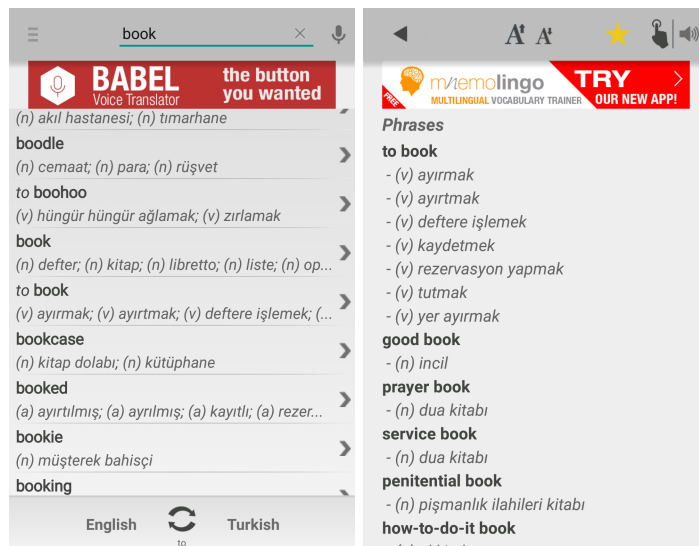 book
BABEL
Voice Translator
the button
you wanted
(n) akıl hastanesi; (n) tımarhane
boodle
(n) cemaat; (n) para; (n) rüşvet
to boohoo
(v) hüngür hüngür ağlamak; (v) zırlamak
book
(n) defter; (n) kitap; (n) libretto; (n) liste; (n) op...
to book
(v) ayırmak; (v) ayırtmak; (v) deftere işlemek; (...
bookcase
(n) kitap dolabı; (n) kütüphane
booked
(a) ayırtılmış; (a) ayrılmış; (a) kayıtlı; (a) rezer...
bookie
(n) müşterek bahisçi
booking
English
Turkish
to
A A
FREE
mnemolingo
MULTILINGUAL VOCABULARY TRAINER
TRY
OUR NEW APP!
Phrases
to book
- (v) ayırmak
- (v) ayırtmak
- (v) deftere işlemek
- (v) kaydetmek
- (v) rezervasyon yapmak
- (v) tutmak
- (v) yer ayırmak
good book
- (n) incil
prayer book
- (n) dua kitabı
service book
- (n) dua kitabı
penitential book
- (n) pişmanlık ilahileri kitabı
how-to-do-it book